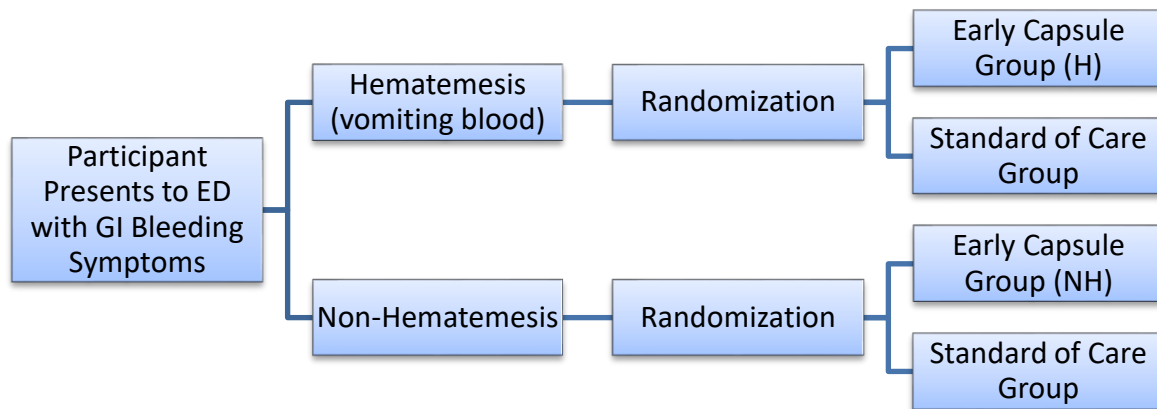 Participant
Presents to ED
with GI Bleeding
Symptoms
Hematemesis
(vomiting blood)
Randomization
Early Capsule
Group (H)
Standard of Care
Group
Non-Hematemesis
Randomization
Early Capsule
Group (NH)
Standard of Care
Group